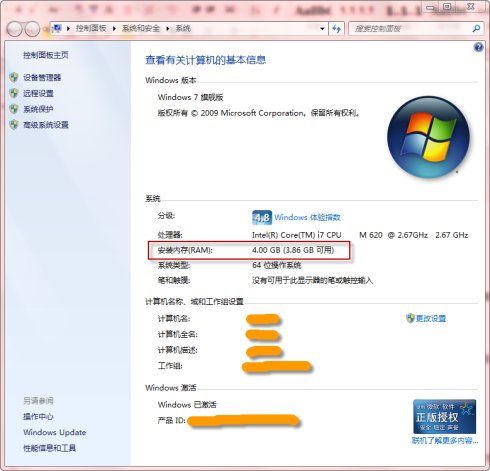 控制面板 ▸ 系统和安全 ▸ 系统
搜索控制面板
控制面板主页
设备管理器
远程设置
系统保护
高级系统设置
查看有关计算机的基本信息
Windows 版本
Windows 7 旗舰版
版权所有 © 2009 Microsoft Corporation。保留所有权利。
系统
分级:
4.8 Windows 体验指数
处理器:
Intel(R) Core(TM) i7 CPU M 620 @ 2.67GHz 2.67 GHz
安装内存(RAM):
4.00 GB (3.86 GB 可用)
系统类型:
64 位操作系统
笔和触摸:
没有可用于此显示器的笔或触控输入
计算机名称、域和工作组设置
计算机名:
更改设置
计算机全名:
计算机描述:
工作组:
Windows 激活
Windows 已激活
产品 ID:
微软 软件
正版授权
安全 稳定 声誉
联机了解更多内容...
另请参阅
操作中心
Windows Update
性能信息和工具